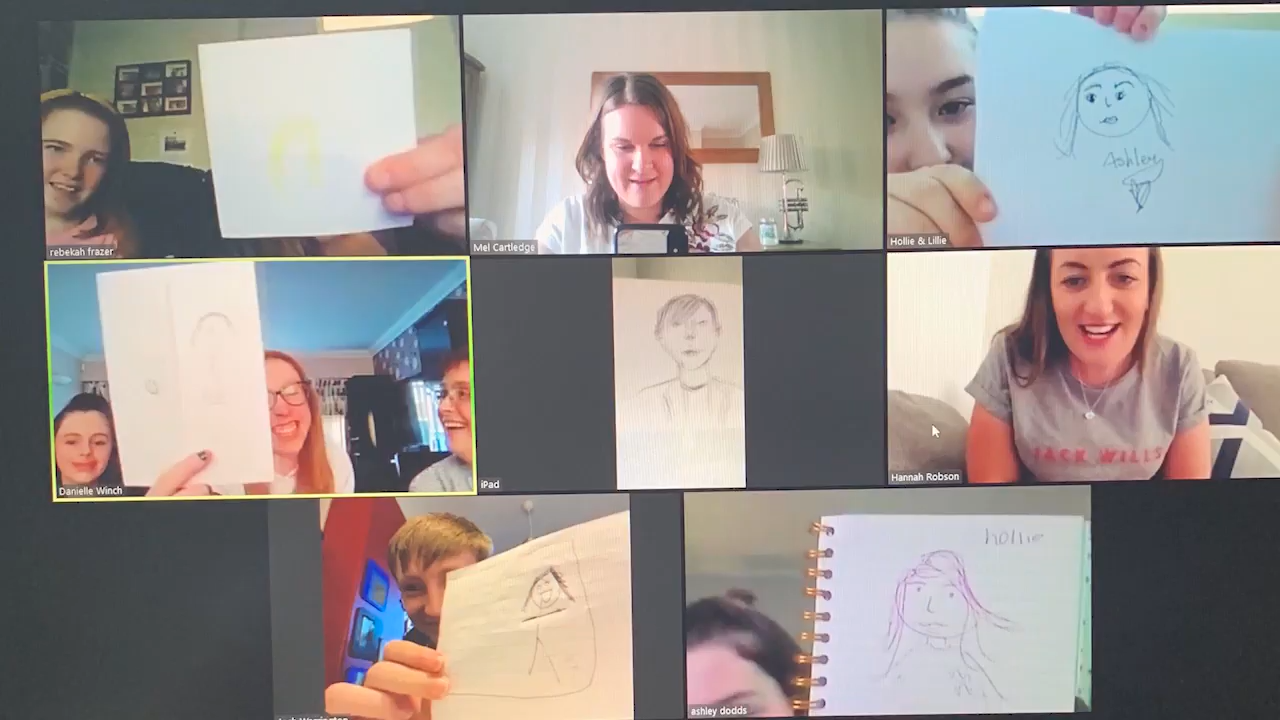 rebekah frazer
Mel Cartledge
Ashley
Hollie & Lillie
Danielle Winch
iPad
JACK WILLS
Hannah Robson
hollie
ashley dodds